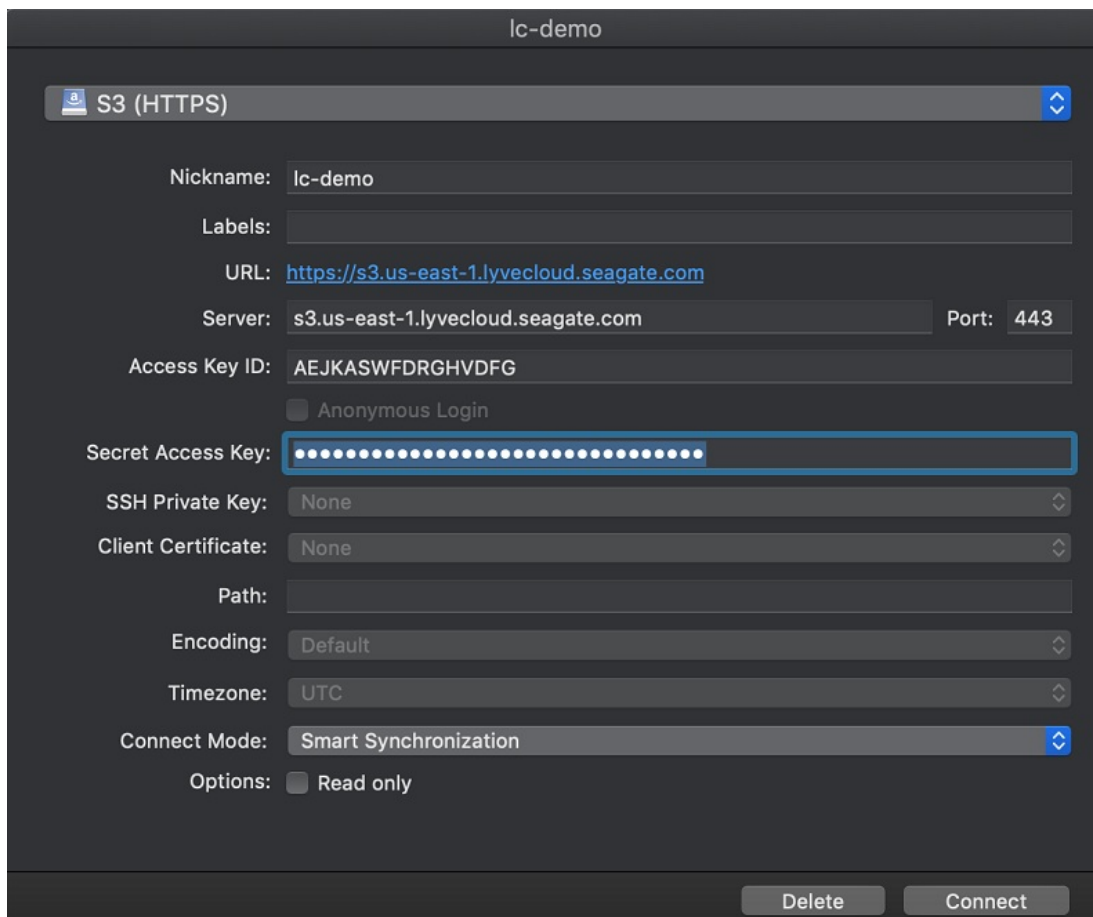 lc-demo
S3 (HTTPS)
Nickname: lc-demo
Labels:
URL: https://s3.us-east-1.lyvecloud.seagate.com
Server: s3.us-east-1.lyvecloud.seagate.com Port: 443
Access Key ID: AEJKASWFDRGHVDFG
Anonymous Login
Secret Access Key: ••••••••••••••••••••••••••••••••
SSH Private Key: None
Client Certificate: None
Path:
Encoding: Default
Timezone: UTC
Connect Mode: Smart Synchronization
Options: Read only
Delete Connect